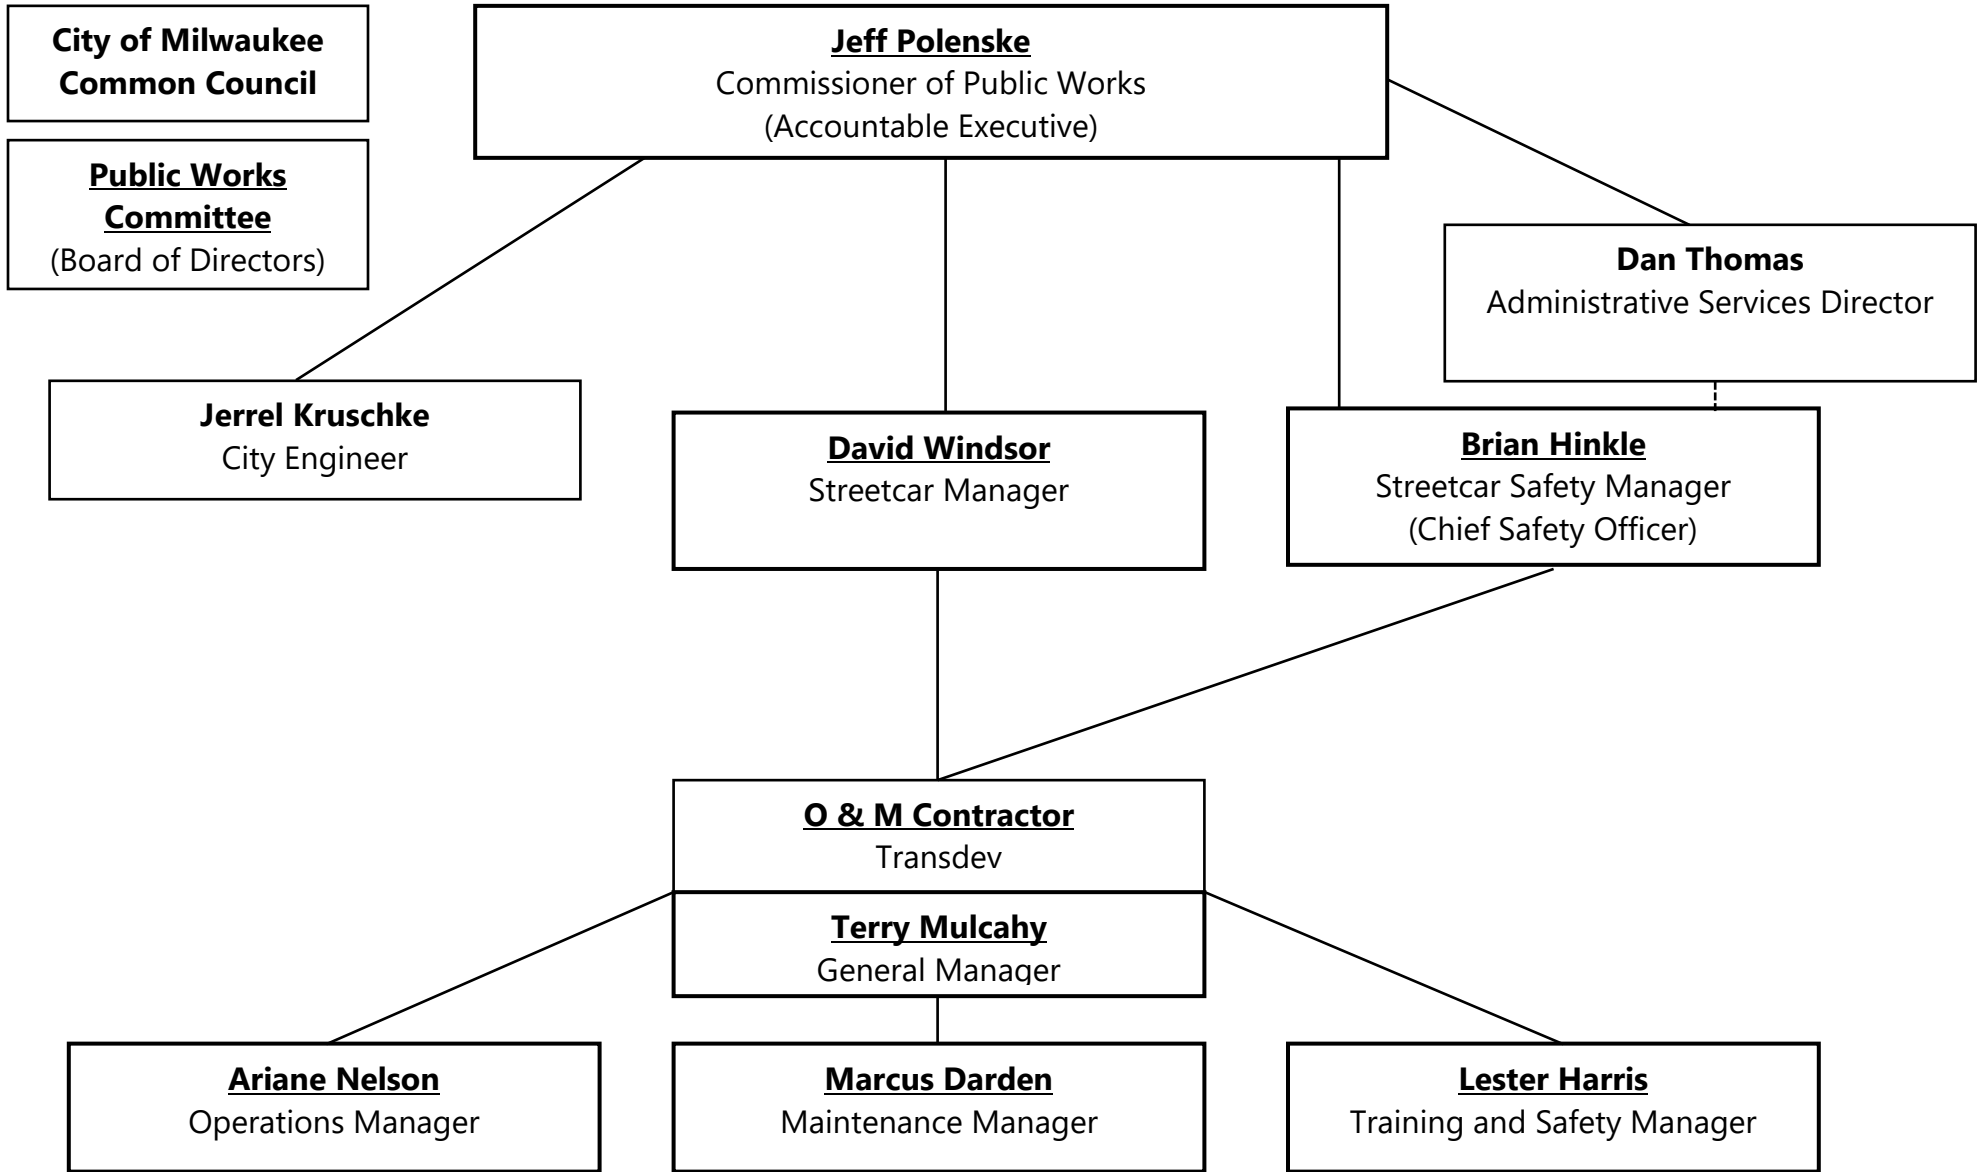 City of Milwaukee
Common Council
Public Works
Committee
(Board of Directors)
Jeff Polenske
Commissioner of Public Works
(Accountable Executive)
Dan Thomas
Administrative Services Director
Jerrel Kruschke
City Engineer
David Windsor
Streetcar Manager
Brian Hinkle
Streetcar Safety Manager
(Chief Safety Officer)
O & M Contractor
Transdev
Terry Mulcahy
General Manager
Ariane Nelson
Operations Manager
Marcus Darden
Maintenance Manager
Lester Harris
Training and Safety Manager